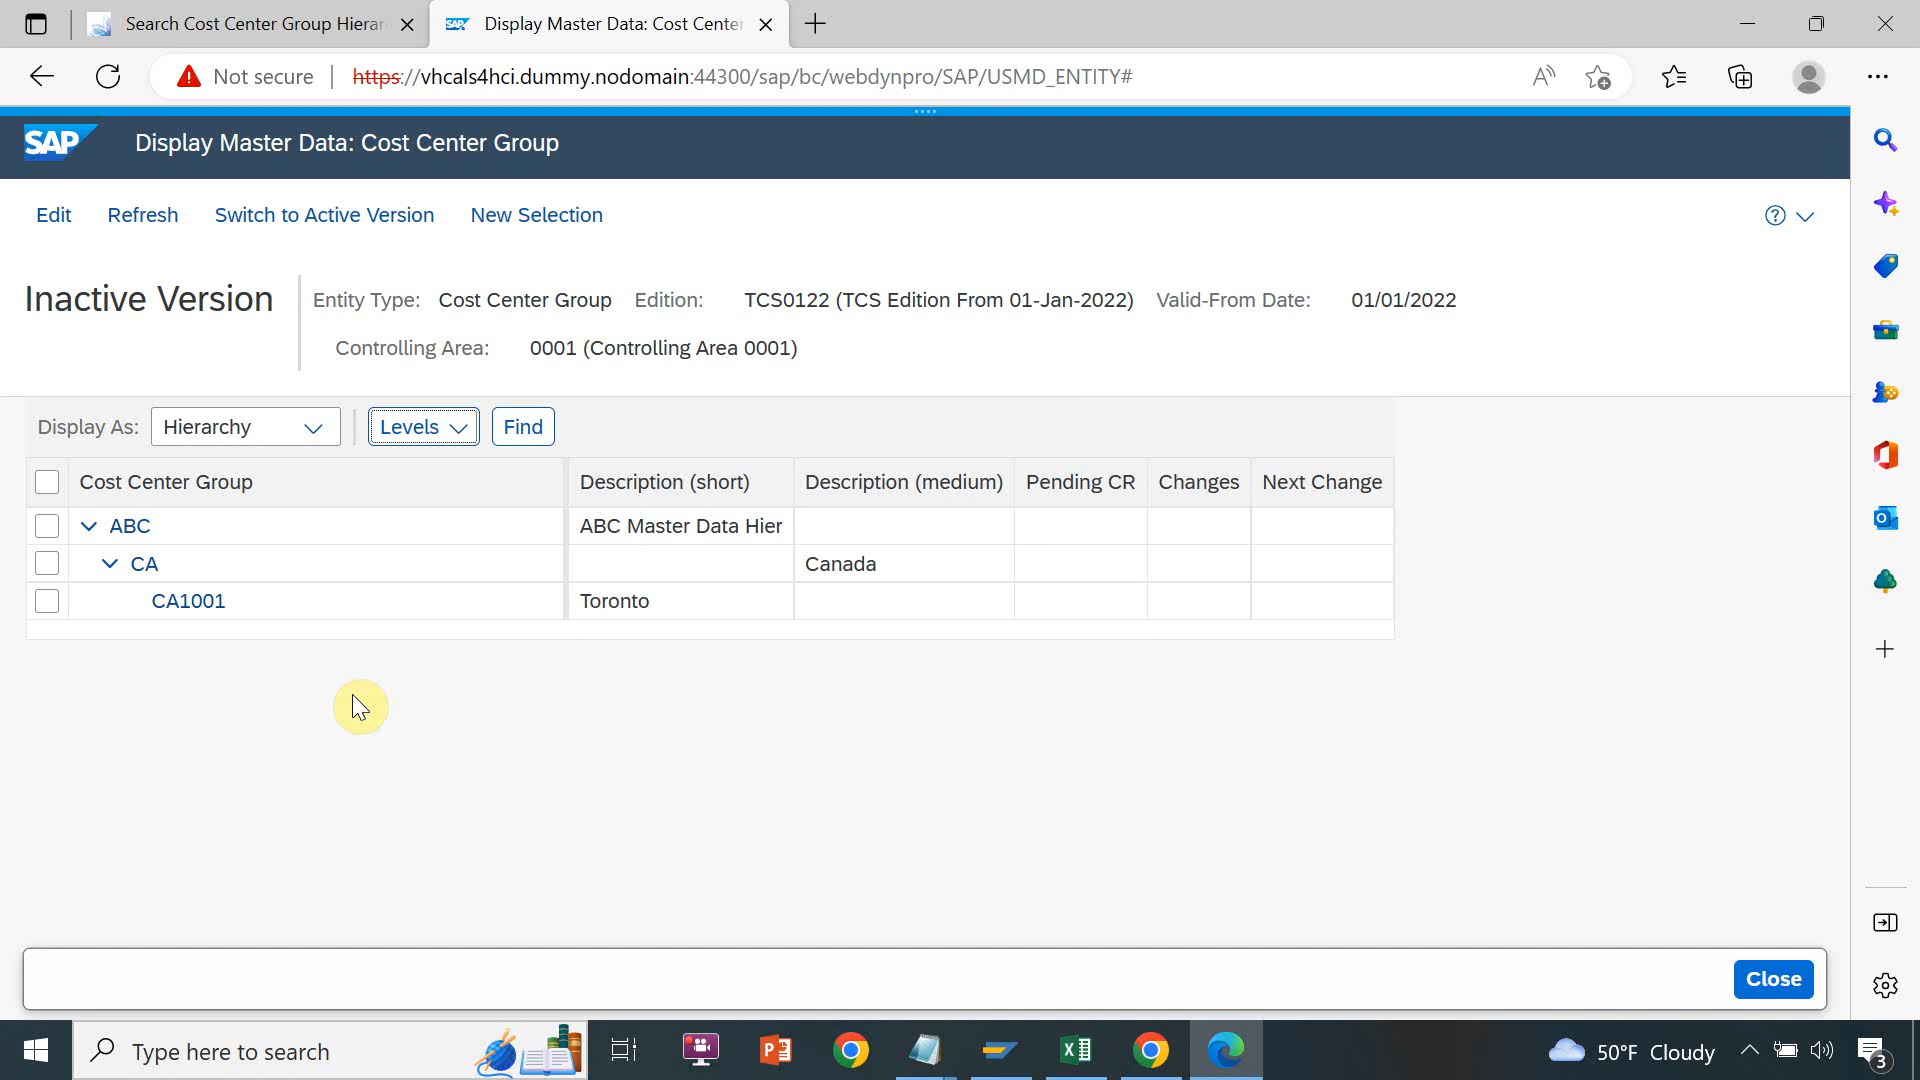 Search Cost Center Group Hierar
Display Master Data: Cost Center
Not secure
https://vhcals4hci.dummy.nodomain:44300/sap/bc/webdynpro/SAP/USMD_ENTITY#
SAP
Display Master Data: Cost Center Group
Edit Refresh Switch to Active Version New Selection
Inactive Version
Entity Type: Cost Center Group Edition: TCS0122 (TCS Edition From 01-Jan-2022) Valid-From Date: 01/01/2022
Controlling Area: 0001 (Controlling Area 0001)
Display As: Hierarchy Levels Find
Cost Center Group Description (short) Description (medium) Pending CR Changes Next Change
ABC ABC Master Data Hier
CA Canada
CA1001 Toronto
Close
Type here to search
50°F Cloudy
3